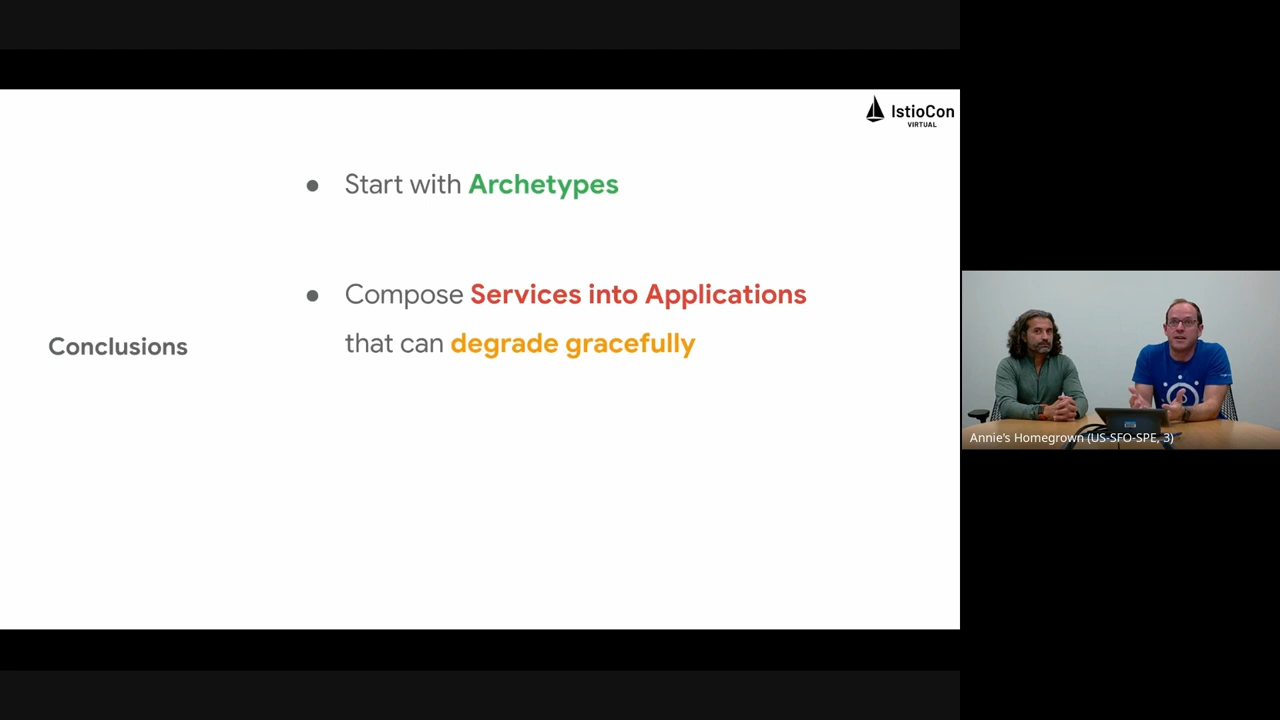 IstioCon
VIRTUAL
● Start with Archetypes
● Compose Services into Applications
that can degrade gracefully
Conclusions
Annie's Homegrown (US-SFO-SPE, 3)